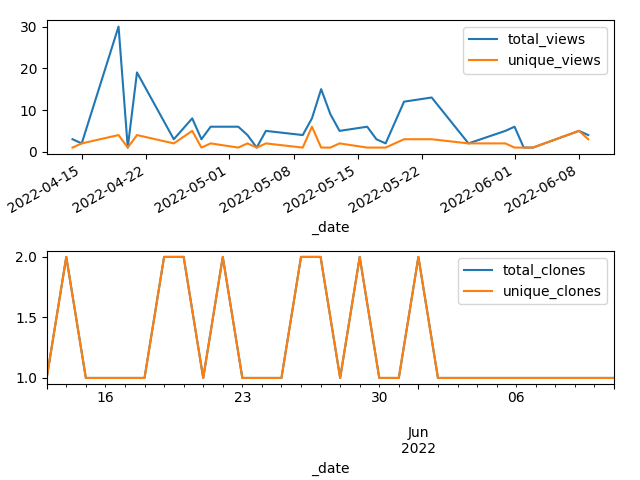 30
20
10
0
total_views
unique_views
2022-04-15
2022-04-22
2022-05-01
2022-05-08
2022-05-15
2022-05-22
2022-06-01
2022-06-08
_date
2.0
1.5
1.0
total_clones
unique_clones
16
23
30
06
Jun
2022
_date